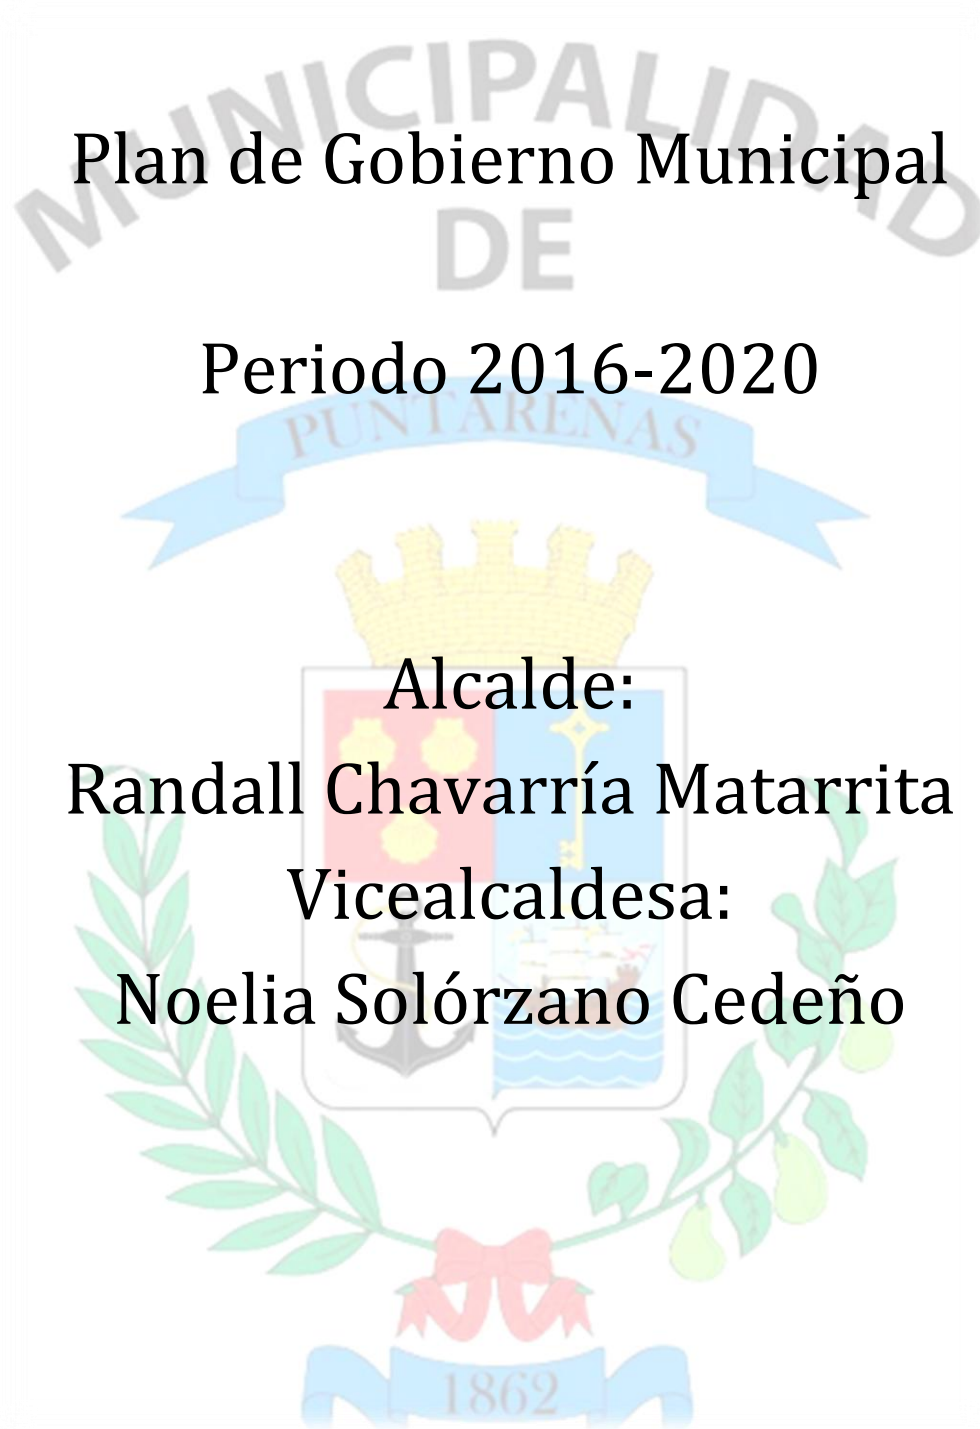 MUNICIPALIDAD
Plan de Gobierno Municipal
DE
Periodo 2016-2020
PUNTARENAS
Alcalde:
Randall Chavarría Matarrita
Vicealcaldesa:
Noelia Solórzano Cedeño
1862